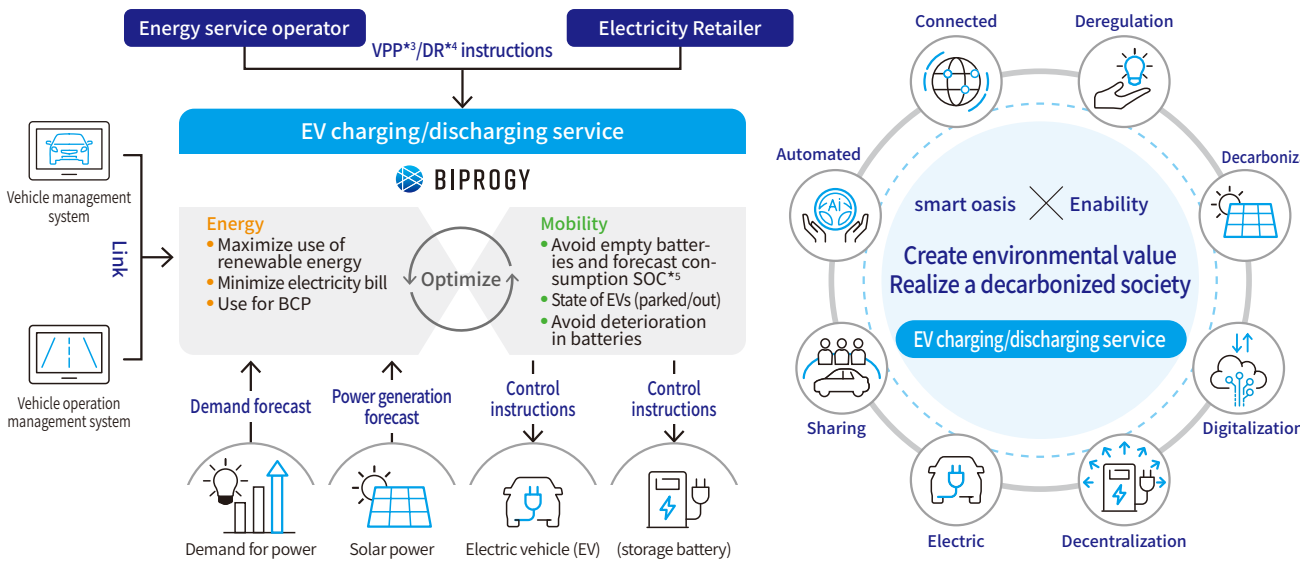 Energy service operator
Electricity Retailer
VPP*3/DR*4 instructions
EV charging/discharging service
BIPROGY
Vehicle management
system
Link
Vehicle operation
management system
Energy
• Maximize use of
renewable energy
• Minimize electricity bill
• Use for BCP
Optimize
Mobility
• Avoid empty batter-
ies and forecast con-
sumption SOC*5
• State of EVs (parked/out)
• Avoid deterioration
in batteries
Demand forecast
Power generation
forecast
Control
instructions
Control
instructions
Demand for power
Solar power
Electric vehicle (EV)
(storage battery)
Connected
Deregulation
Automated
Ai
Decarboniz
smart oasis
Enability
Create environmental value
Realize a decarbonized society
EV charging/discharging service
Sharing
Digitalization
Electric
Decentralization